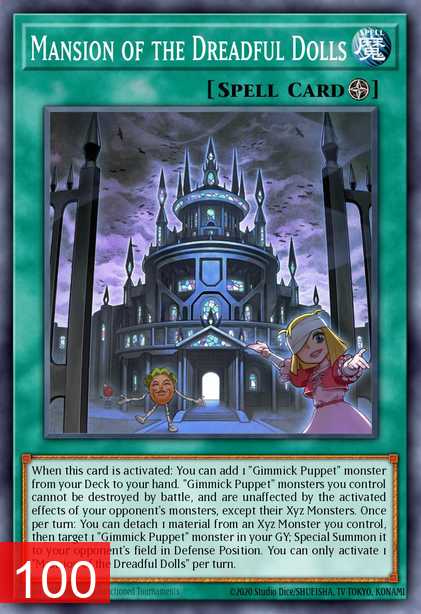 MANSION OF THE DREADFUL DOLLS
SPELL
魔
[SPELL CARD]
When this card is activated: You can add 1 "Gimmick Puppet" monster
from your Deck to your hand. "Gimmick Puppet" monsters you control
cannot be destroyed by battle, and are unaffected by the activated
effects of your opponent's monsters, except their Xyz Monsters. Once
per turn: You can detach 1 material from an Xyz Monster you control,
then target 1 "Gimmick Puppet" monster in your GY; Special Summon it
to your opponent's field in Defense Position. You can only activate 1
the Dreadful Dolls" per turn.
100
Tournaments
©2020 Studio Dice/SHUEISHA, TV TOKYO, KONAMI